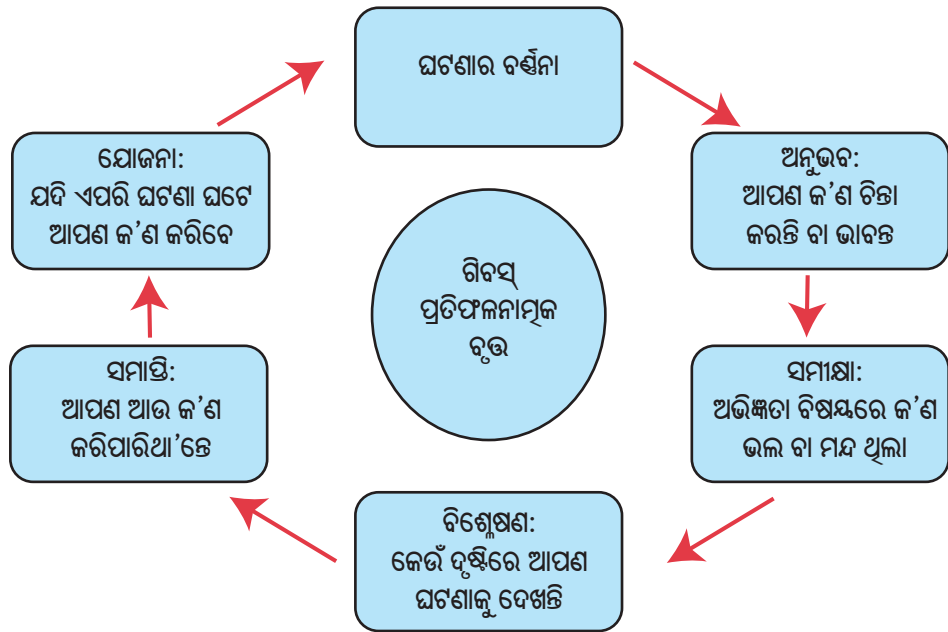 ଘଟଣାର ବର୍ଣ୍ଣନା
ଅନୁଭବ:
ଆପଣ କ'ଣ ଚିନ୍ତା
କରନ୍ତି ବା ଭାବନ୍ତ
ସମୀକ୍ଷା:
ଅଭିଜ୍ଞତା ବିଷୟରେ କ'ଣ
ଭଲ ବା ମନ୍ଦ ଥିଲା
ବିଶ୍ଳେଷଣ:
କେଉଁ ଦୃଷ୍ଟିରେ ଆପଣ
ଘଟଣାକୁ ଦେଖନ୍ତି
ସମାପ୍ତି:
ଆପଣ ଆଉ କ'ଣ
କରିପାରିଥା'ନ୍ତେ
ଯୋଜନା:
ଯଦି ଏପରି ଘଟଣା ଘଟେ
ଆପଣ କ'ଣ କରିବେ
ଗିବସ୍
ପ୍ରତିଫଳନାତ୍ମକ
ବୃତ୍ତ